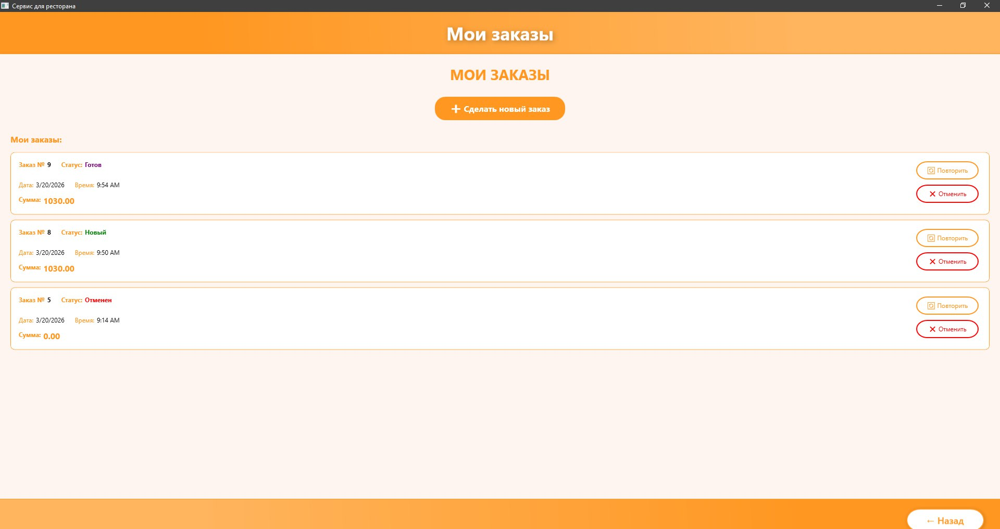 Сервис для ресторана
Мои заказы
МОИ ЗАКАЗЫ
+ Сделать новый заказ
Мои заказы:
Заказ № 9 Статус: Готов
Дата: 3/20/2026 Время: 9:54 AM
Сумма: 1030.00
Повторить
Отменить
Заказ № 8 Статус: Новый
Дата: 3/20/2026 Время: 9:50 AM
Сумма: 1030.00
Повторить
Отменить
Заказ № 5 Статус: Отменен
Дата: 3/20/2026 Время: 9:14 AM
Сумма: 0.00
Повторить
Отменить
← Назад